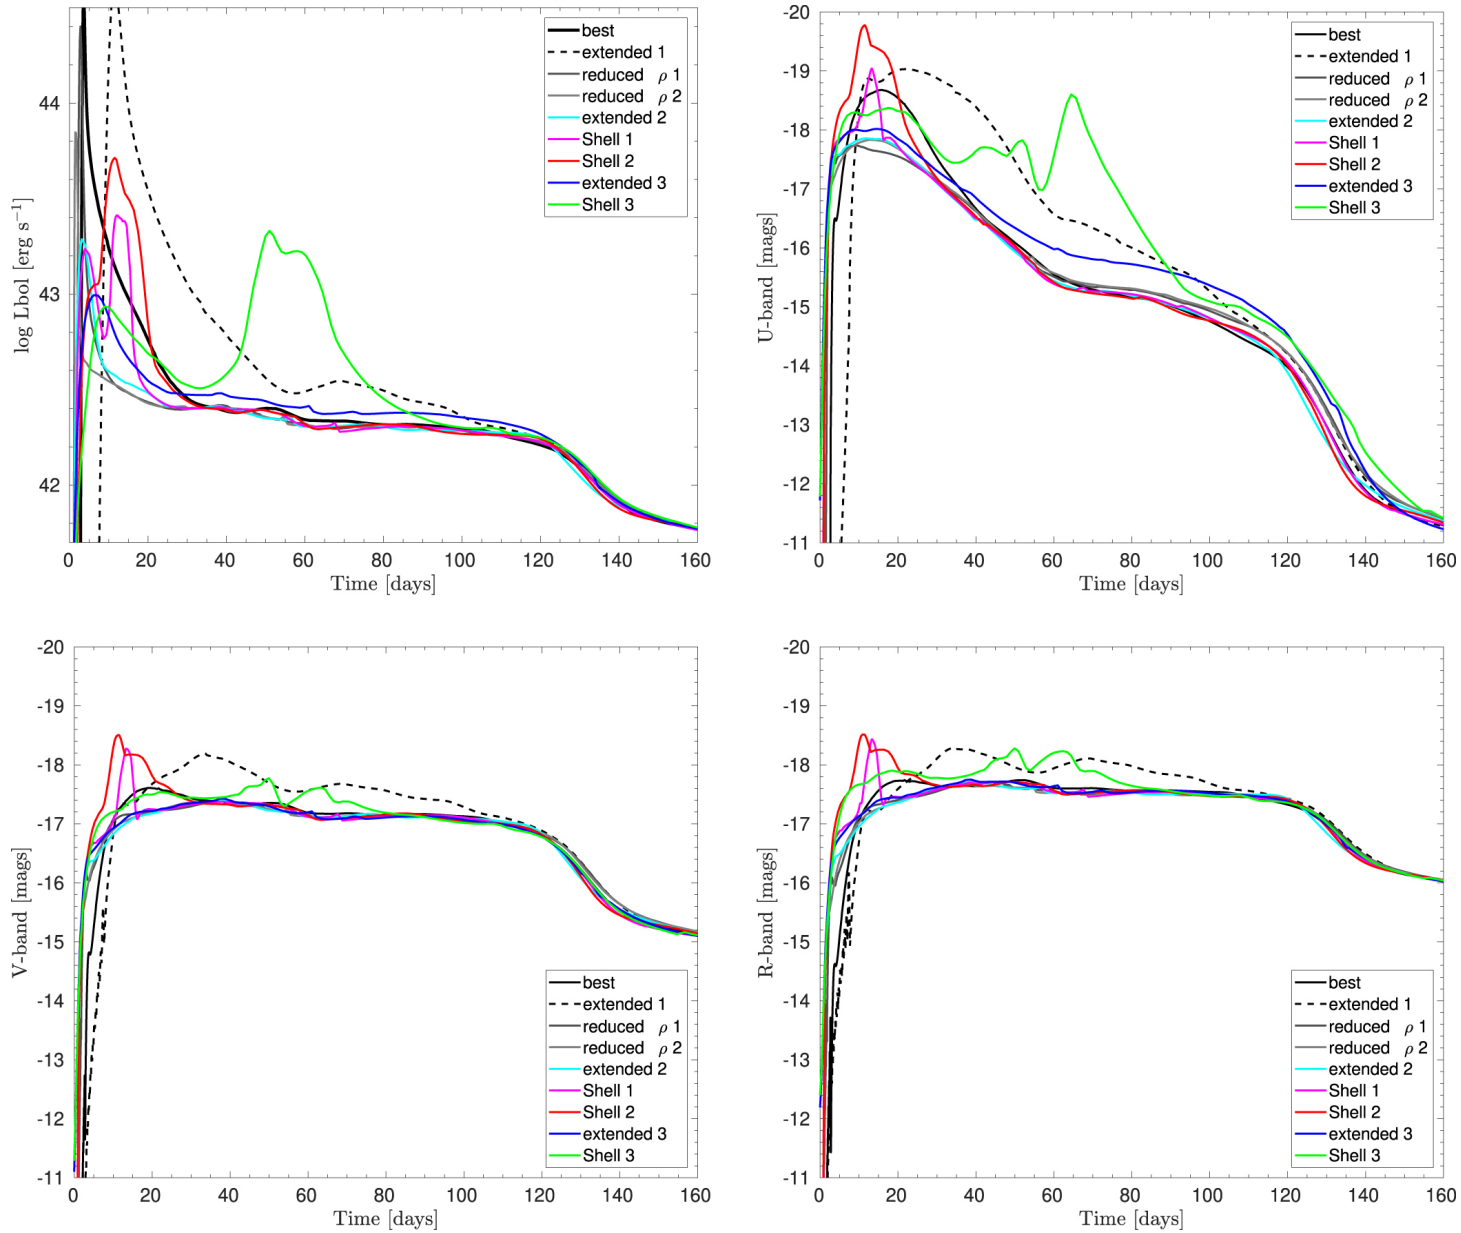 log Lbol [erg s⁻¹]
44
43
42
0 20 40 60 80 100 120 140 160
Time [days]
best
extended 1
reduced ρ 1
reduced ρ 2
extended 2
Shell 1
Shell 2
extended 3
Shell 3
U-band [mags]
-20
-19
-18
-17
-16
-15
-14
-13
-12
-11
0 20 40 60 80 100 120 140 160
Time [days]
best
extended 1
reduced ρ 1
reduced ρ 2
extended 2
Shell 1
Shell 2
extended 3
Shell 3
V-band [mags]
-20
-19
-18
-17
-16
-15
-14
-13
-12
-11
0 20 40 60 80 100 120 140 160
Time [days]
best
extended 1
reduced ρ 1
reduced ρ 2
extended 2
Shell 1
Shell 2
extended 3
Shell 3
R-band [mags]
-20
-19
-18
-17
-16
-15
-14
-13
-12
-11
0 20 40 60 80 100 120 140 160
Time [days]
best
extended 1
reduced ρ 1
reduced ρ 2
extended 2
Shell 1
Shell 2
extended 3
Shell 3